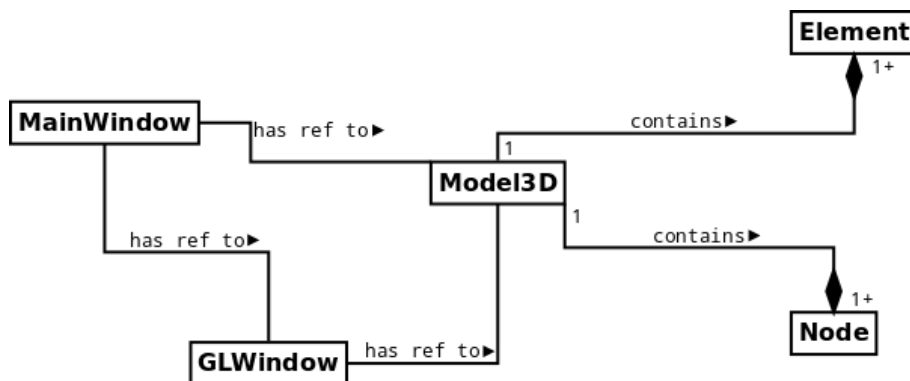 Element
1+
MainWindow
has ref to▶
contains▶
1
Model3D
1
has ref to▶
contains▶
1+
Node
has ref to▶
GLWindow